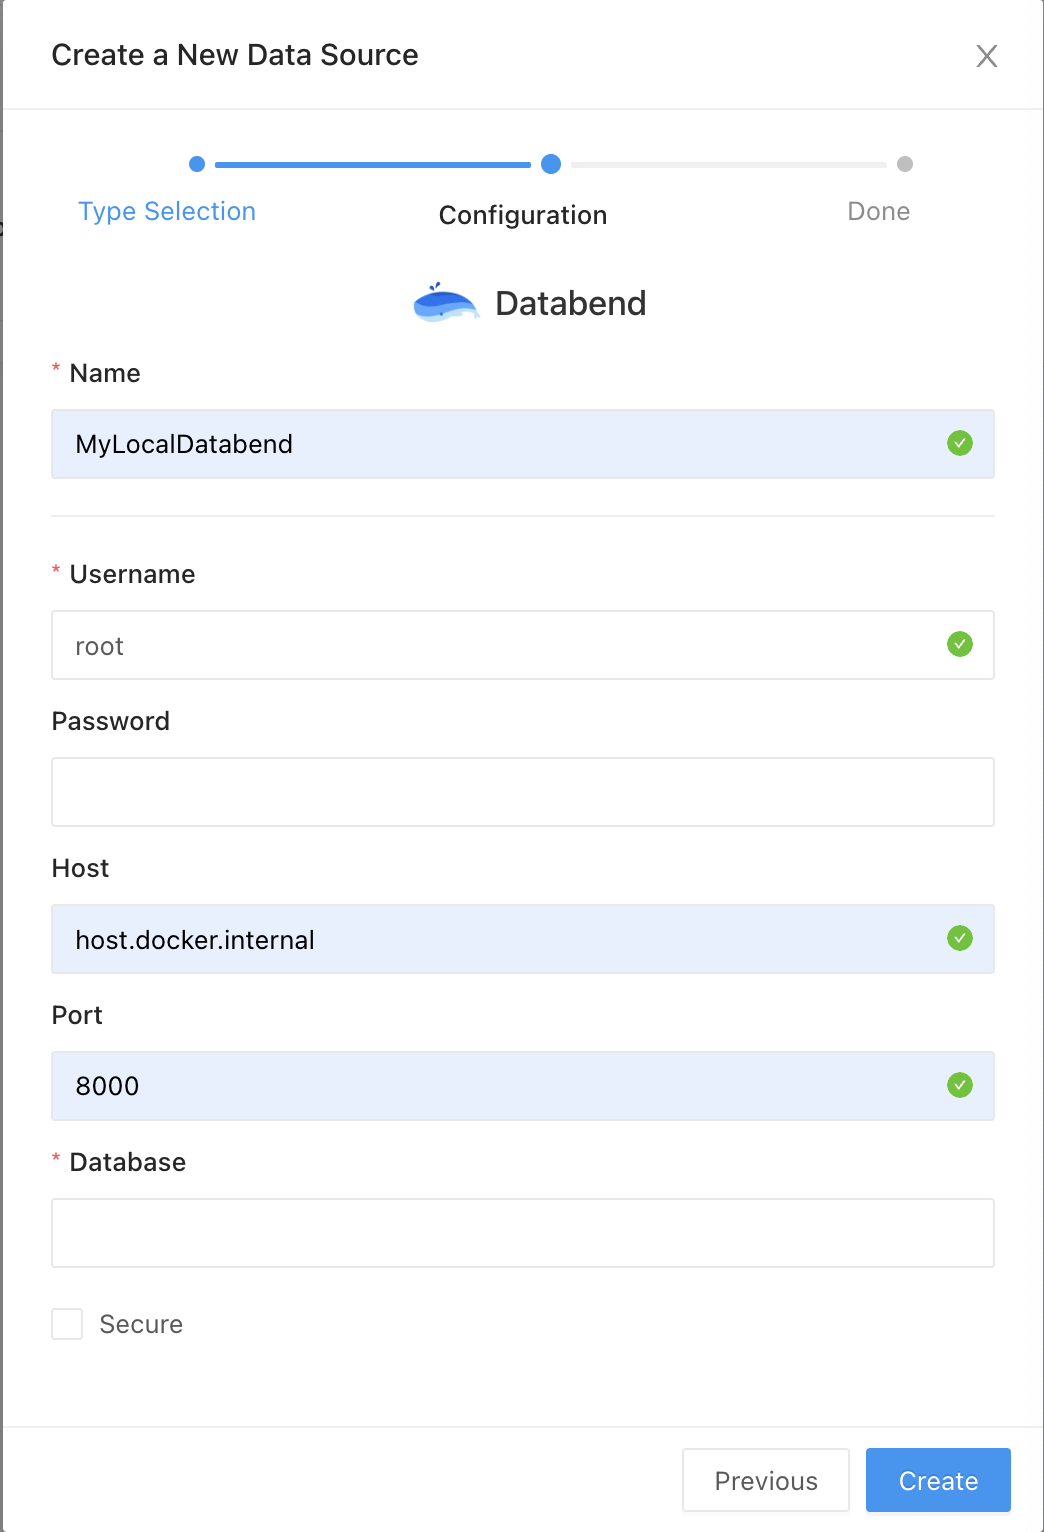 Create a New Data Source
Type Selection
Configuration
Done
Databend
* Name
MyLocalDatabend
* Username
root
Password
Host
host.docker.internal
Port
8000
* Database
Secure
Previous
Create